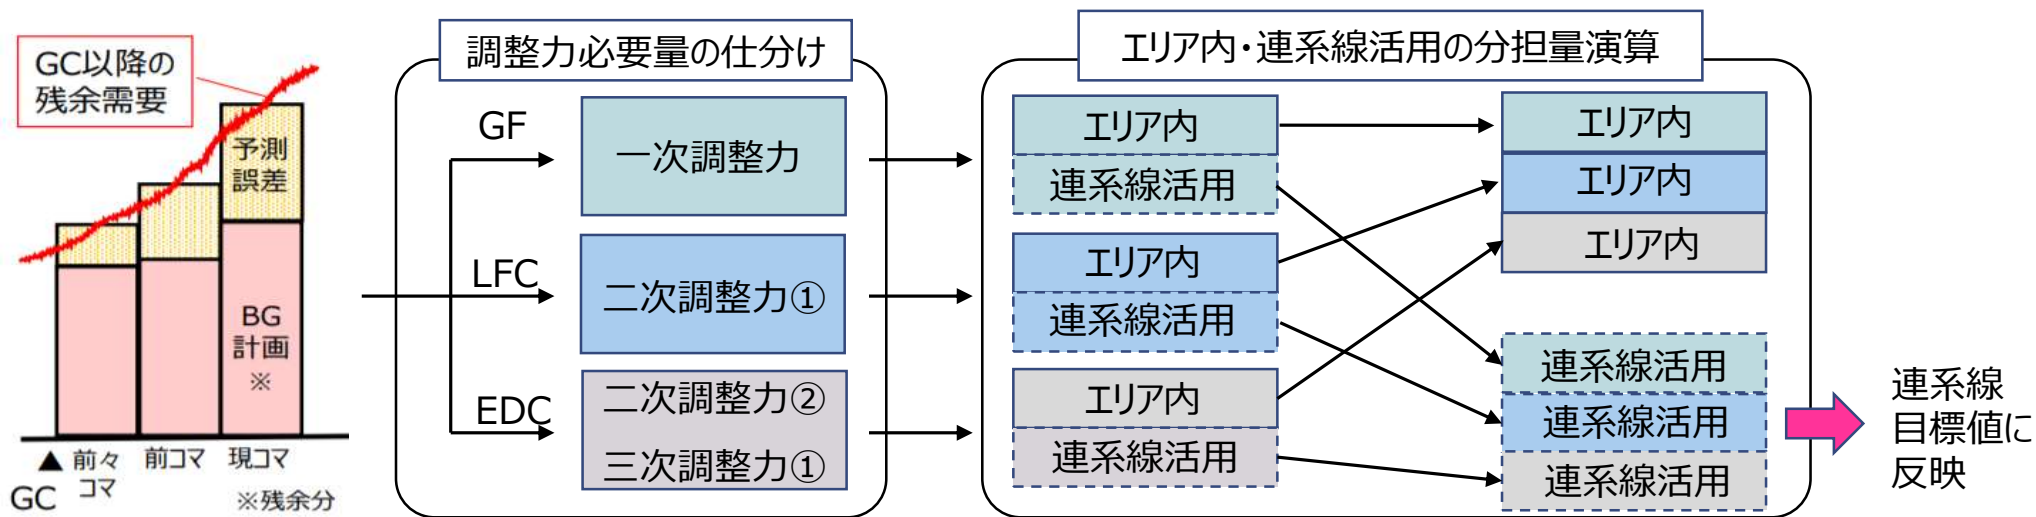 GC以降の
残余需要
予測
誤差
BG
計画
※
▲ 前々
コマ
前コマ
現コマ
GC
※残余分
調整力必要量の仕分け
GF
一次調整力
LFC
二次調整力①
EDC
二次調整力②
三次調整力①
エリア内・連系線活用の分担量演算
エリア内
連系線活用
エリア内
連系線活用
エリア内
連系線活用
エリア内
エリア内
エリア内
連系線活用
連系線活用
連系線活用
連系線
目標値に
反映